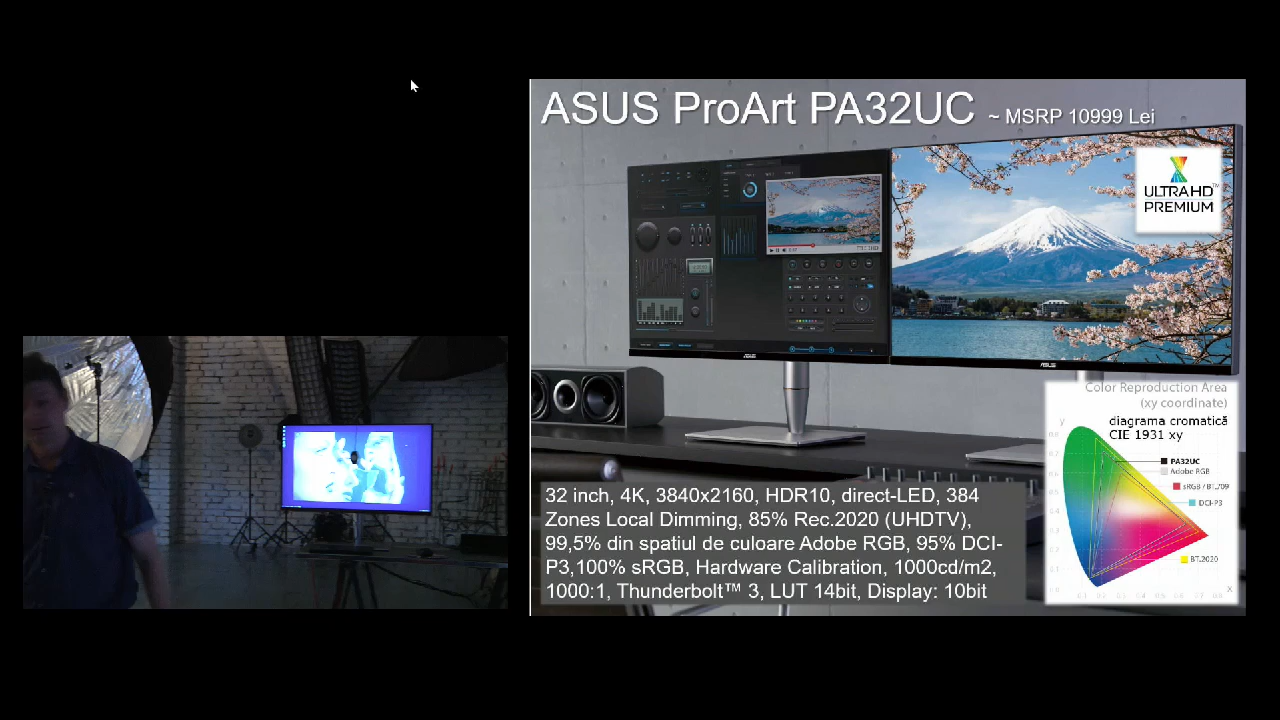 ASUS ProArt PA32UC ~ MSRP 10999 Lei
ULTRA HD
PREMIUM
ASUS
ASUS
Color Reproduction Area
(xy coordinate)
diagrama cromatică
CIE 1931 xy
y
PA32UC
Adobe RGB
sRGB / BT.709
DCI-P3
BT.2020
x
32 inch, 4K, 3840x2160, HDR10, direct-LED, 384
Zones Local Dimming, 85% Rec.2020 (UHDTV),
99,5% din spatiul de culoare Adobe RGB, 95% DCI-
P3,100% sRGB, Hardware Calibration, 1000cd/m2,
1000:1, Thunderbolt™ 3, LUT 14bit, Display: 10bit